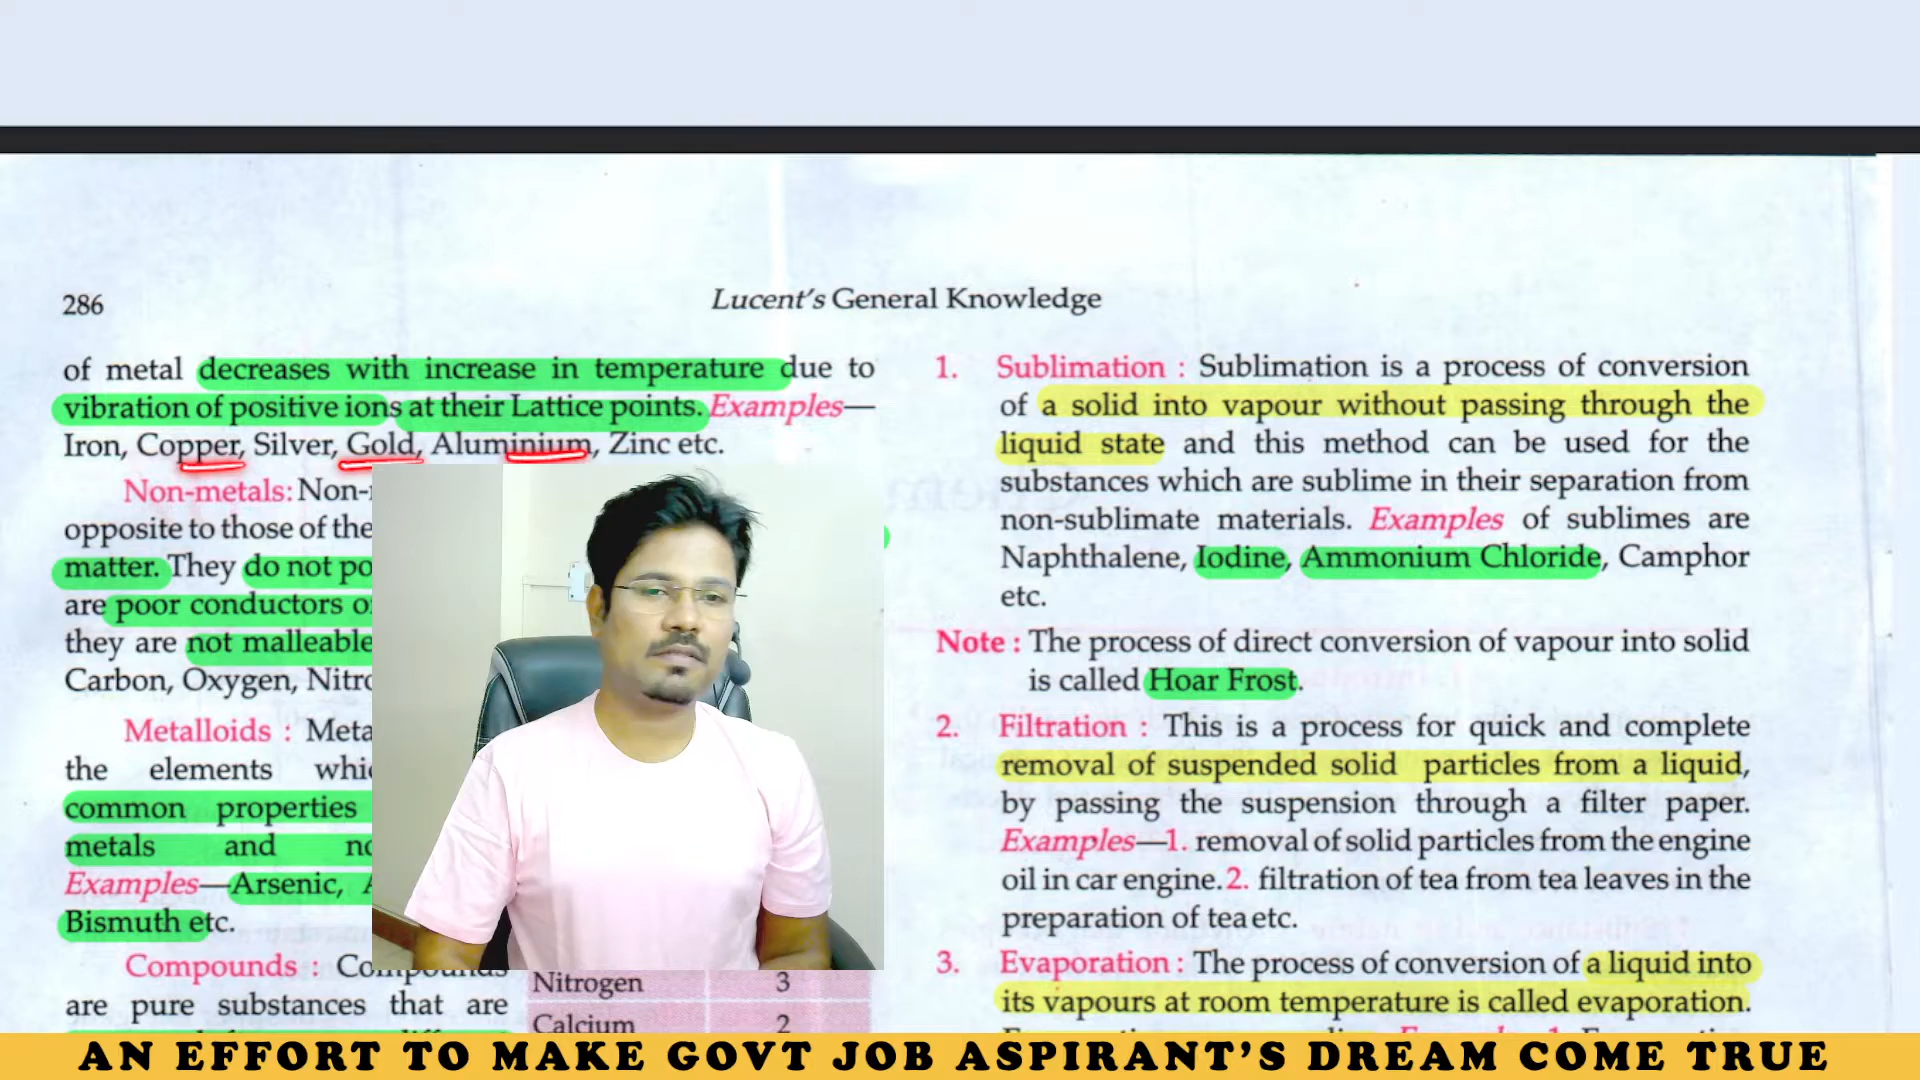 286
Lucent's General Knowledge
of metal decreases with increase in temperature due to
vibration of positive ions at their Lattice points. Examples—
Iron, Copper, Silver, Gold, Aluminium, Zinc etc.
Non-metals: Non-
opposite to those of the
matter. They do not
are poor conductors
they are not malleable
Carbon, Oxygen,
Metalloids :
the elements
common properties
metals and
Examples—Arsenic,
Bismuth etc.
Compounds : Compounds
are pure substances that are
Nitrogen 3
Calcium 2
1. Sublimation : Sublimation is a process of conversion
of a solid into vapour without passing through the
liquid state and this method can be used for the
substances which are sublime in their separation from
non-sublimate materials. Examples of sublimes are
Naphthalene, Iodine, Ammonium Chloride, Camphor
etc.
Note : The process of direct conversion of vapour into solid
is called Hoar Frost.
2. Filtration : This is a process for quick and complete
removal of suspended solid particles from a liquid,
by passing the suspension through a filter paper.
Examples—1. removal of solid particles from the engine
oil in car engine. 2. filtration of tea from tea leaves in the
preparation of tea etc.
3. Evaporation : The process of conversion of a liquid into
its vapours at room temperature is called evaporation.
AN EFFORT TO MAKE GOVT JOB ASPIRANT'S DREAM COME TRUE